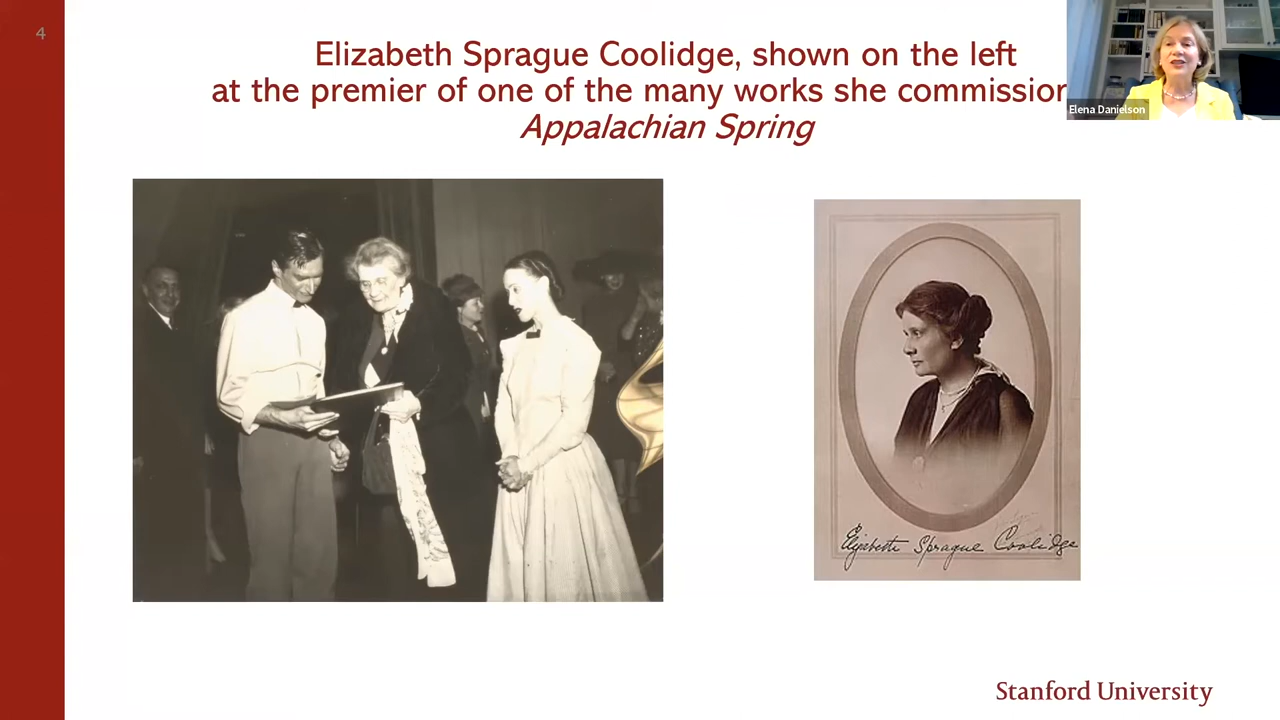 4
Elizabeth Sprague Coolidge, shown on the left
at the premier of one of the many works she commission
Appalachian Spring
Elena Danielson
Elizabeth Sprague Coolidge
Stanford University